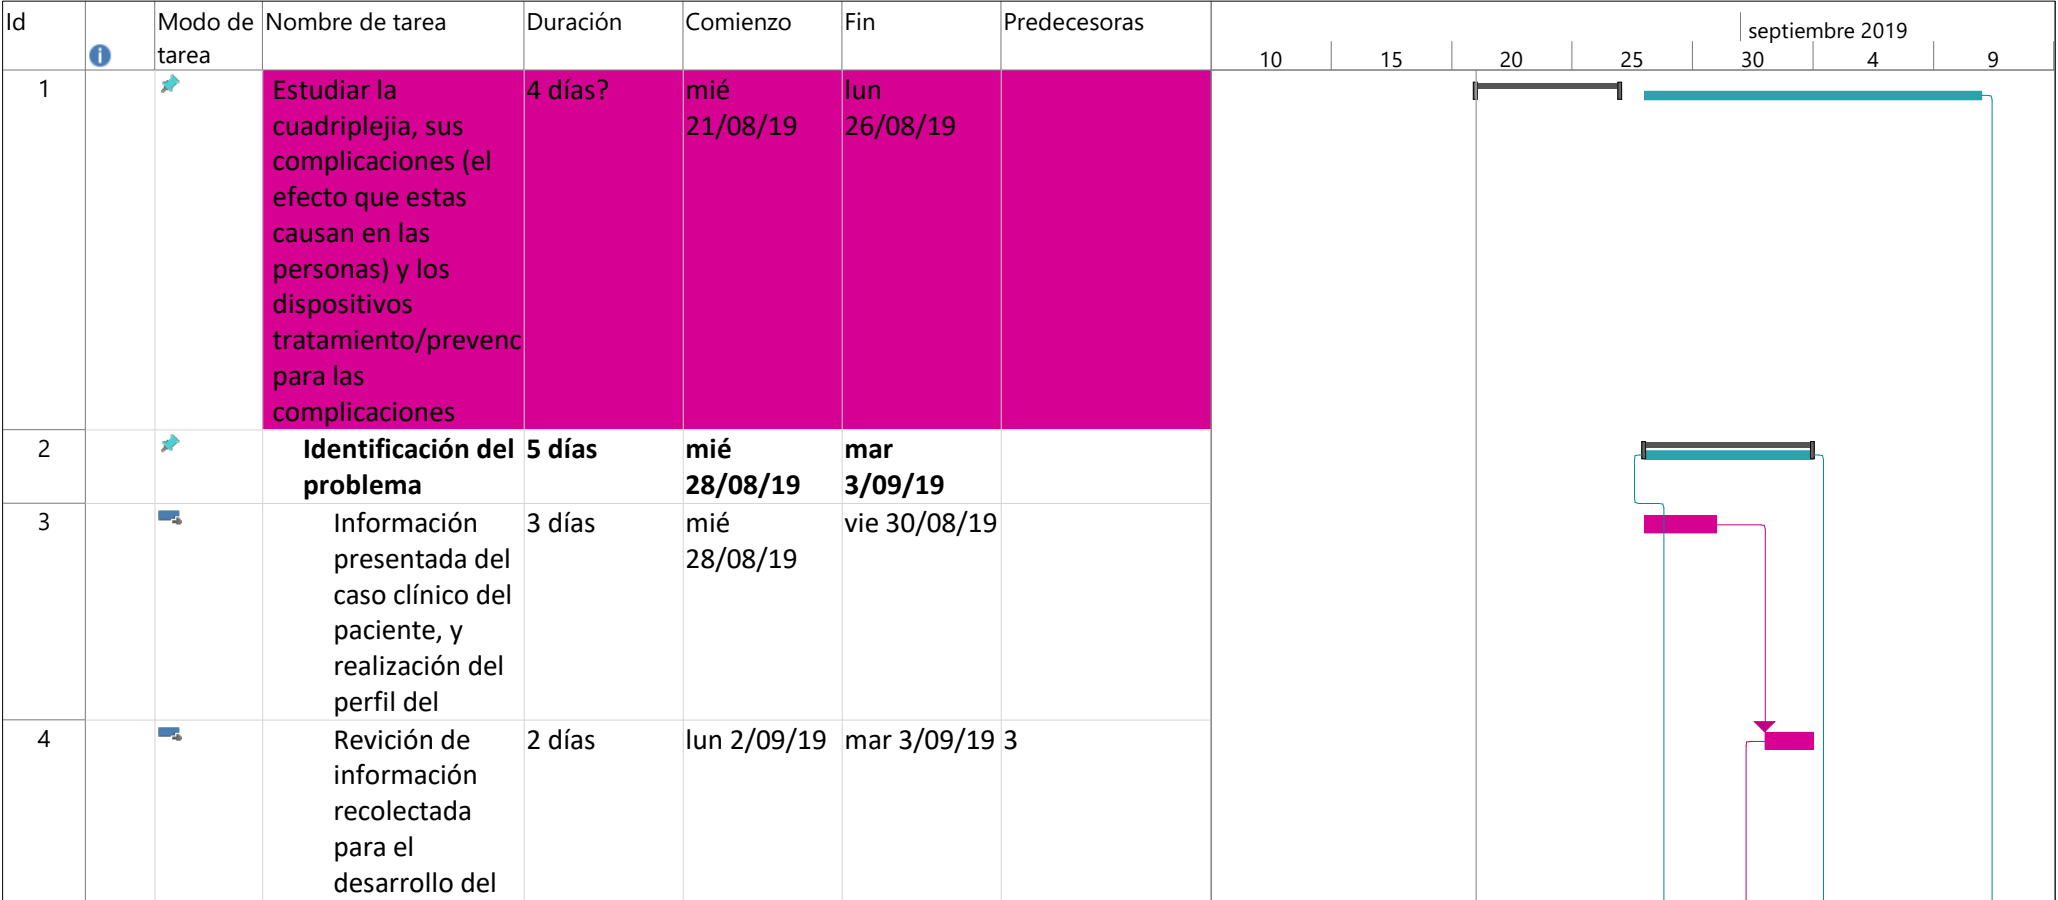 Id Modo de tarea Nombre de tarea Duración Comienzo Fin Predecesoras
septiembre 2019
10 15 20 25 30 4 9
1 Estudiar la 4 días? mié lun
cuadriplejia, sus 21/08/19 26/08/19
complicaciones (el
efecto que estas
causan en las
personas) y los
dispositivos
tratamiento/prevenc
para las
complicaciones
2 Identificación del 5 días mié mar
problema 28/08/19 3/09/19
3 Información 3 días mié vie 30/08/19
presentada del 28/08/19
caso clínico del
paciente, y
realización del
perfil del
4 Revición de 2 días lun 2/09/19 mar 3/09/19 3
información
recolectada
para el
desarrollo del